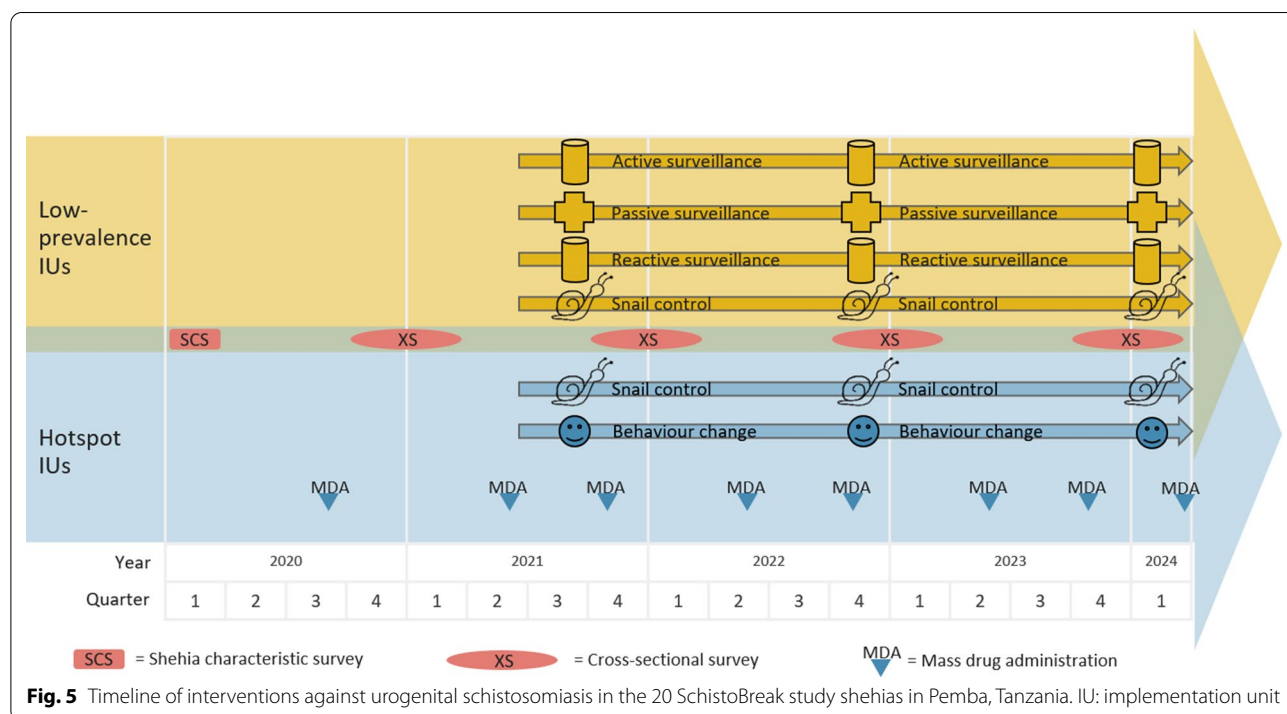 Low-prevalence IUs
Active surveillance Active surveillance
Passive surveillance Passive surveillance
Reactive surveillance Reactive surveillance
Snail control Snail control
SCS XS XS XS XS
Hotspot IUs
Snail control Snail control
Behaviour change Behaviour change
MDA MDA MDA MDA MDA MDA MDA MDA
Year 2020 2021 2022 2023 2024
Quarter 1 2 3 4 1 2 3 4 1 2 3 4 1 2 3 4 1
SCS = Shehia characteristic survey XS = Cross-sectional survey MDA = Mass drug administration
Fig. 5 Timeline of interventions against urogenital schistosomiasis in the 20 SchistoBreak study shehias in Pemba, Tanzania. IU: implementation unit